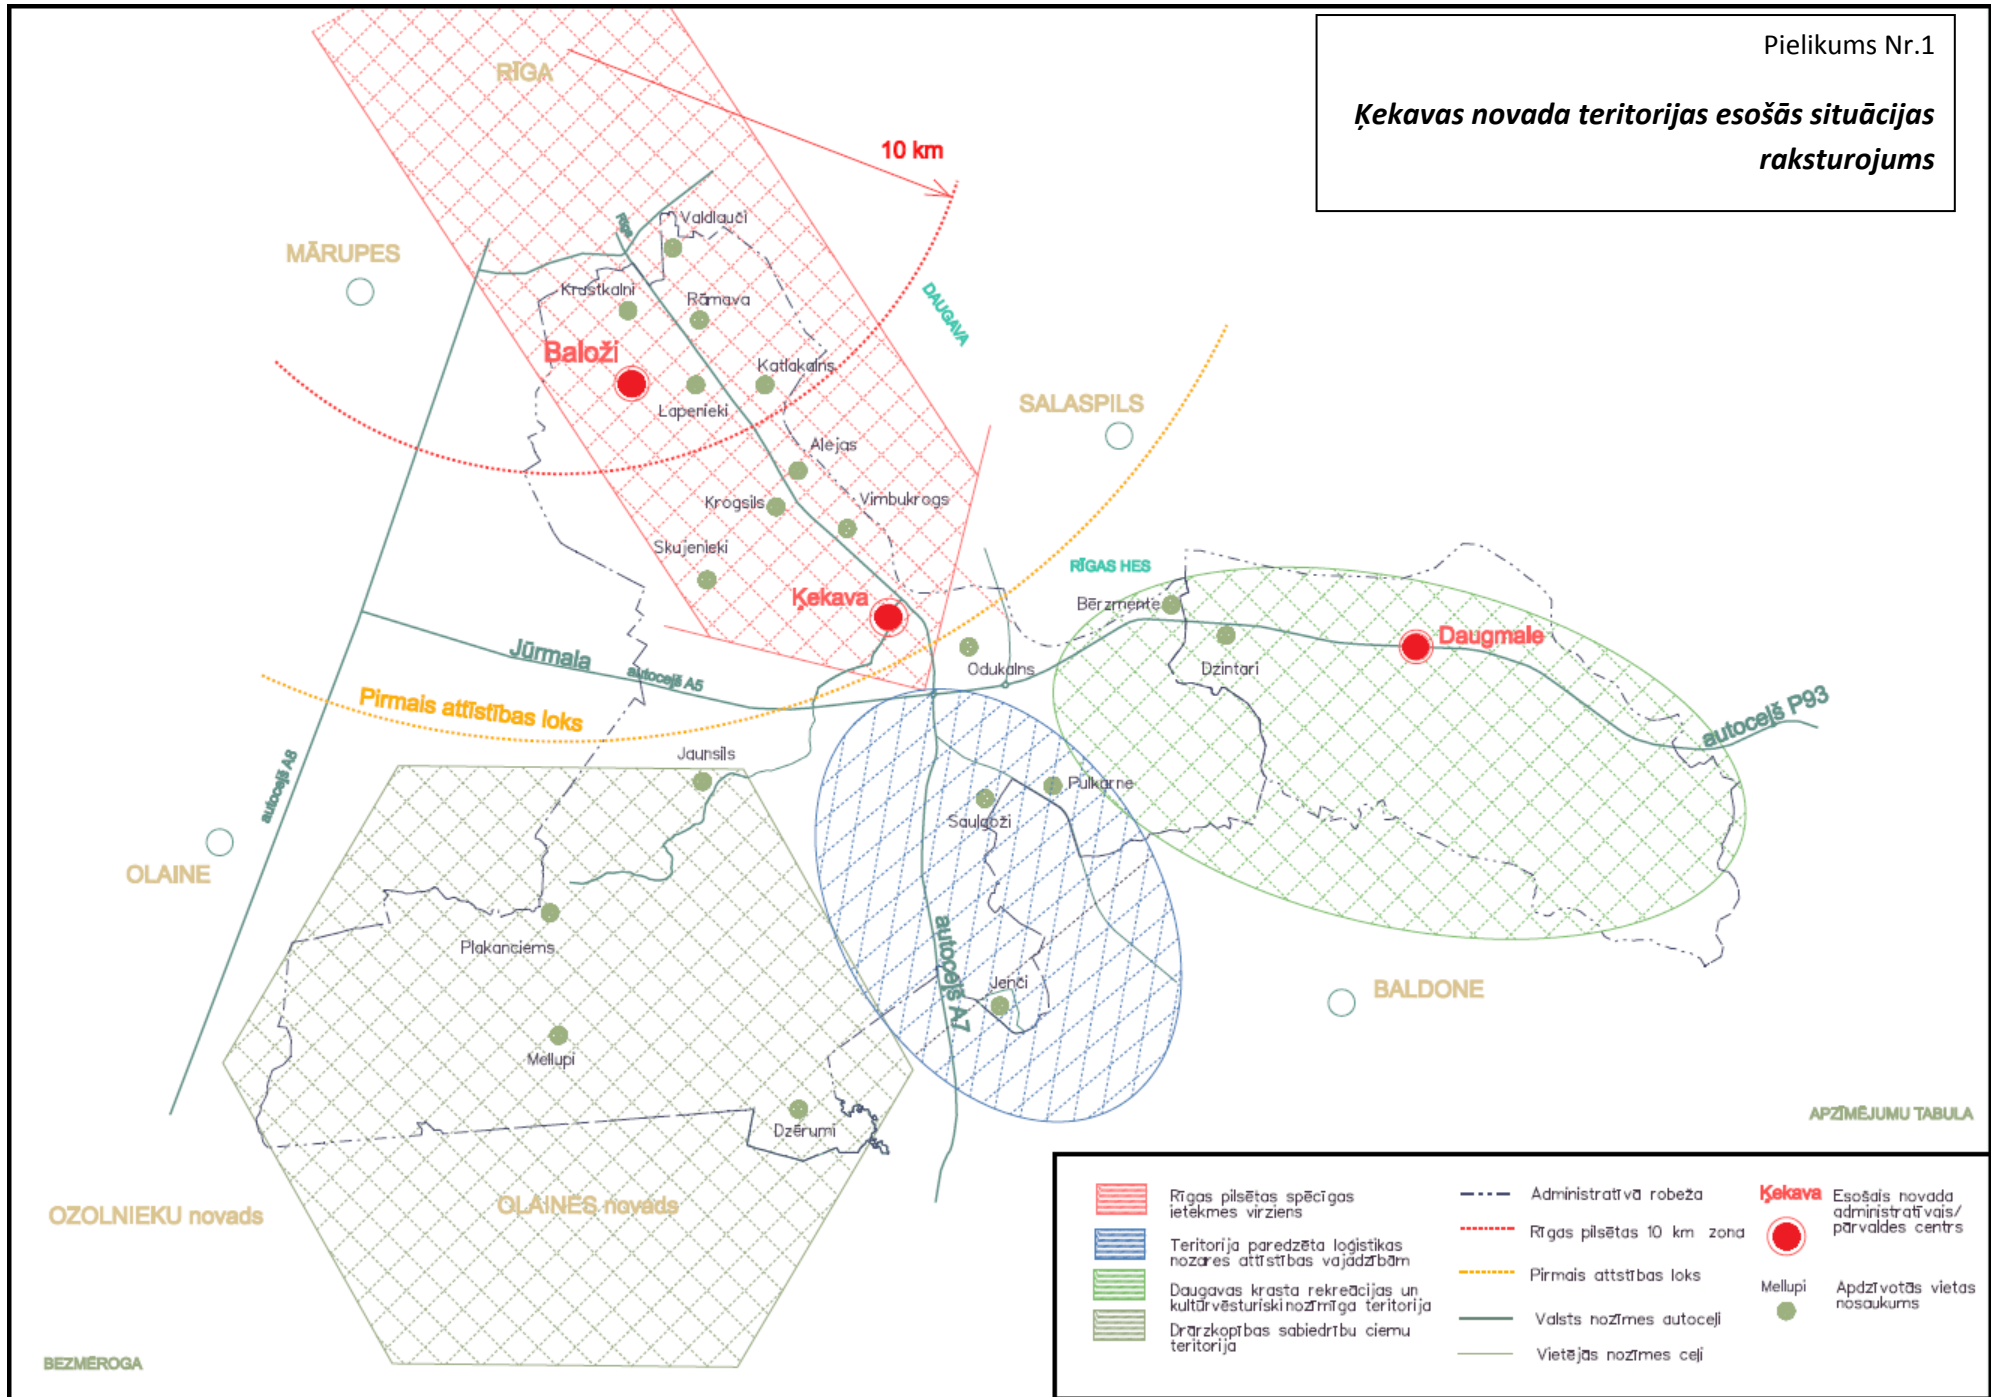 Pielikums Nr.1
Ķekavas novada teritorijas esošās situācijas
raksturojums
RĪGA
10 km
Rīga
Valdlauči
MĀRUPES
DAUGAVA
Krustkalni
Rāmava
Baloži
Katlakalns
Lapenieki
SALASPILS
Alejas
Krogsils
Vimbukrogs
Skujenieki
RĪGAS HES
Ķekava
Bērzmente
Daugmale
Jūrmala
autoceļš A5
Odukalns
Dzintari
Pirmais attīstības loks
autoceļš P93
Jaunsils
autoceļš A8
Pulkarne
Saulgoži
OLAINE
autoceļš A7
Plakanciems
Jenči
BALDONE
Mellupi
Dzērumi
APZĪMĒJUMU TABULA
OZOLNIEKU novads
OLAINES novads
BEZMĒROGA
Rīgas pilsētas spēcīgas
ietekmes virziens
Teritorija paredzēta loģistikas
nozares attīstības vajadzībām
Daugavas krasta rekreācijas un
kultūrvēsturiski nozīmīga teritorija
Drārzkopības sabiedrību ciemu
teritorija
Administratīvā robeža
Rīgas pilsētas 10 km zona
Pirmais attstības loks
Valsts nozīmes autoceļi
Vietējās nozīmes ceļi
Ķekava
Esošais novada
administratīvais/
pārvaldes centrs
Mellupi
Apdzīvotās vietas
nosaukums